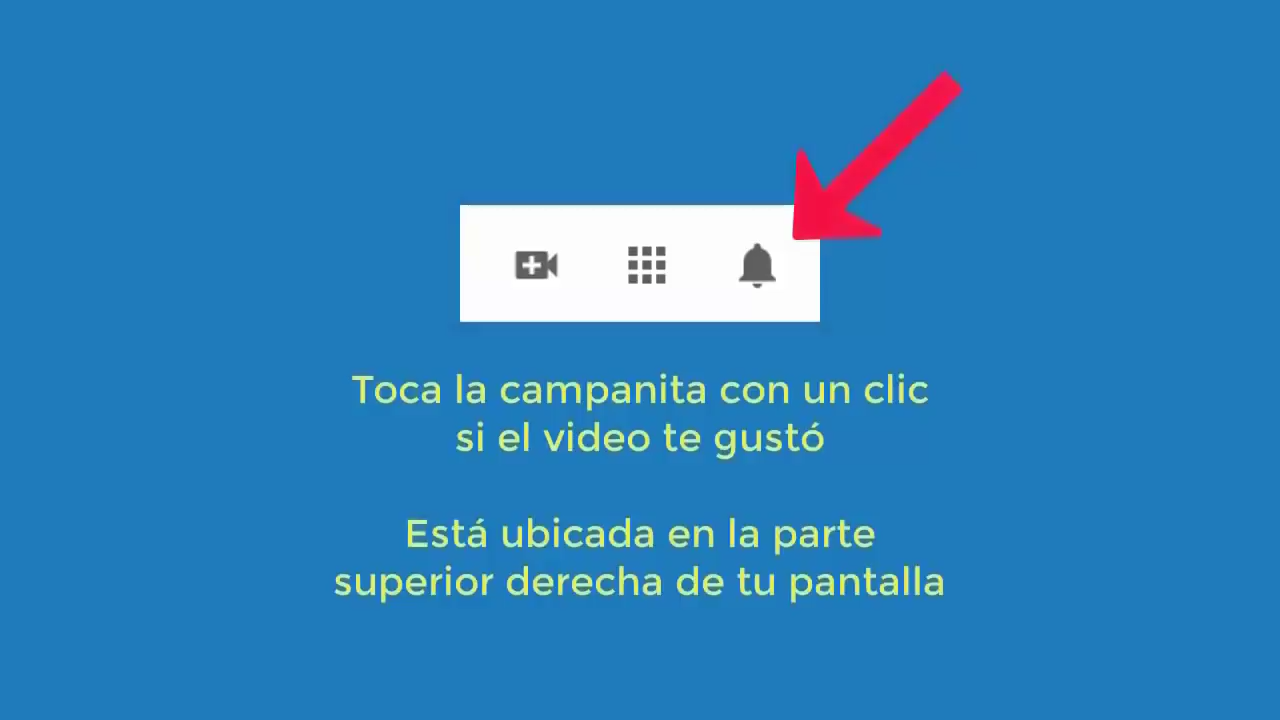 Toca la campanita con un clic
si el video te gustó
Está ubicada en la parte
superior derecha de tu pantalla